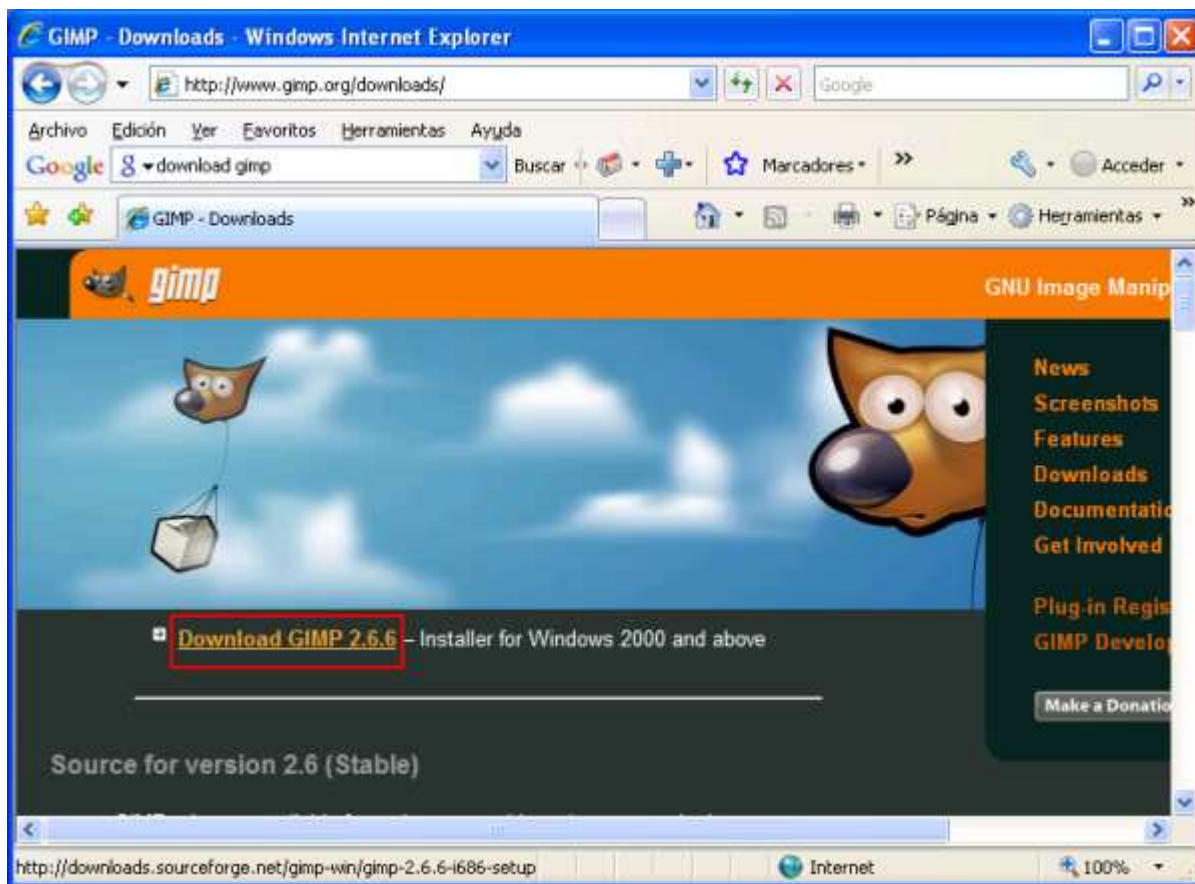 GIMP - Downloads - Windows Internet Explorer
http://www.gimp.org/downloads/
Google
Archivo Edición Ver Favoritos Herramientas Ayuda
Google download gimp Buscar Marcadores Acceder
GIMP - Downloads Página Herramientas
gimp
GNU Image Manip
News
Screenshots
Features
Downloads
Documentatio
Get Involved
Plug-in Regis
GIMP Develop
Make a Donatio
Download GIMP 2.6.6 – Installer for Windows 2000 and above
Source for version 2.6 (Stable)
http://downloads.sourceforge.net/gimp-win/gimp-2.6.6-i686-setup Internet 100%